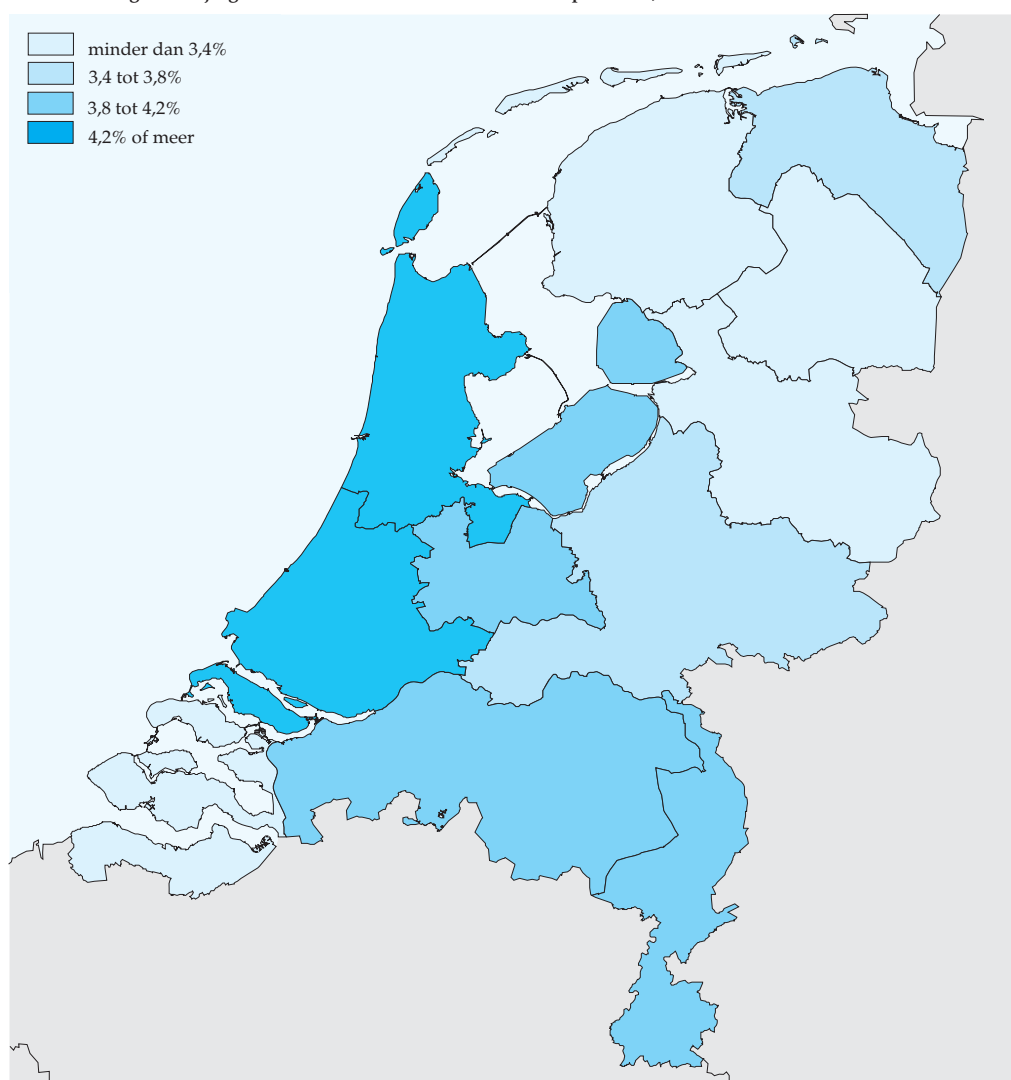 minder dan 3,4%
3,4 tot 3,8%
3,8 tot 4,2%
4,2% of meer